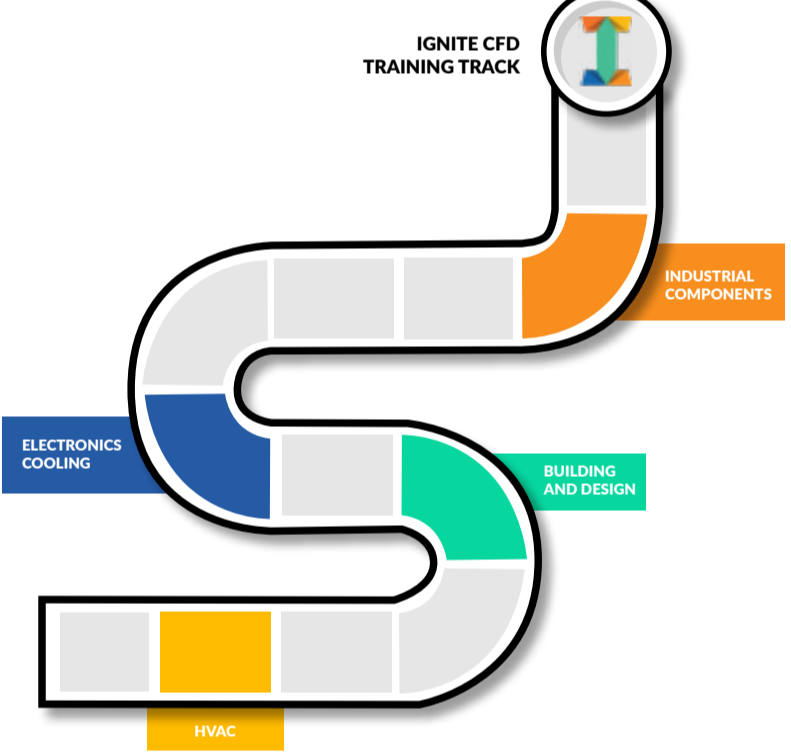 IGNITE CFD
TRAINING TRACK
INDUSTRIAL
COMPONENTS
ELECTRONICS
COOLING
BUILDING
AND DESIGN
HVAC